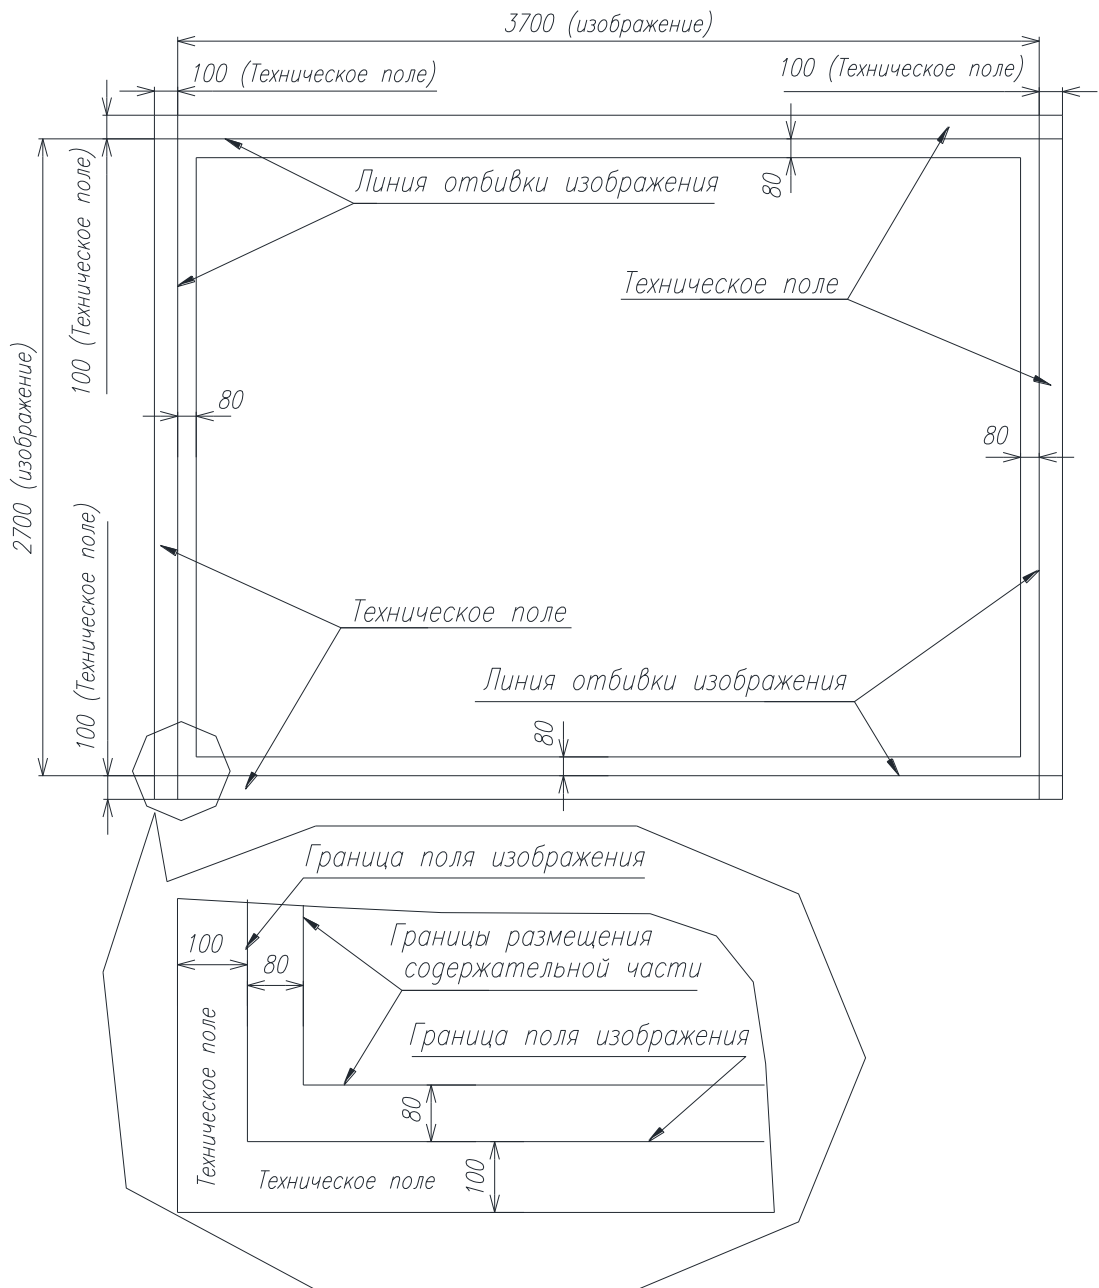 3700 (изображение)
100 (Техническое поле)
100 (Техническое поле)
100 (Техническое поле)
80
Линия отбивки изображения
Техническое поле
2700 (изображение)
80
80
100 (Техническое поле)
Техническое поле
Линия отбивки изображения
80
Граница поля изображения
100
80
Границы размещения
содержательной части
Граница поля изображения
Техническое поле
80
Техническое поле
100